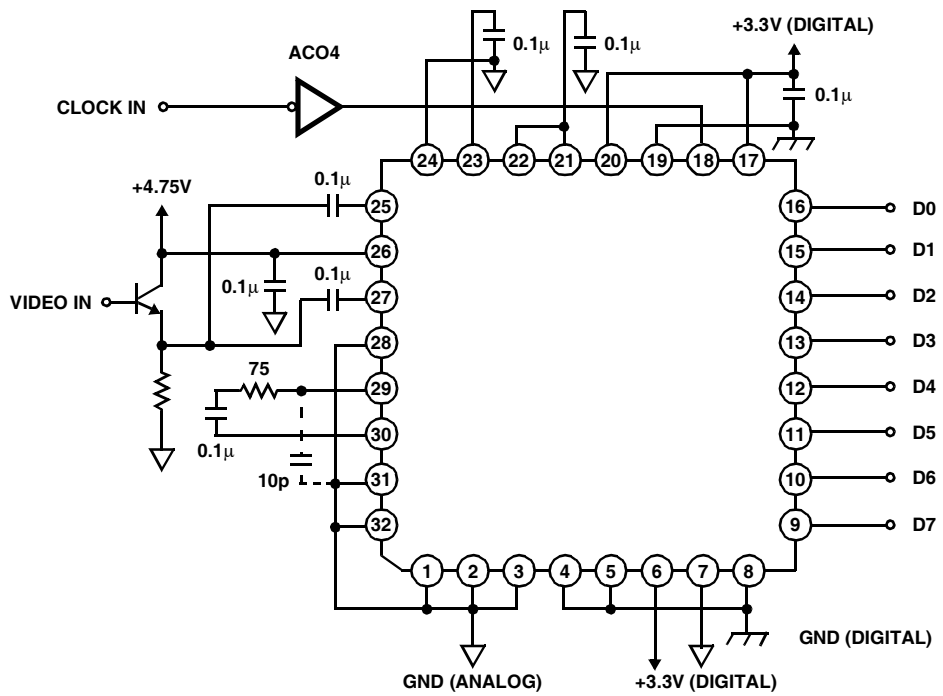 +3.3V (DIGITAL)
0.1μ
0.1μ
ACO4
0.1μ
CLOCK IN
24 23 22 21 20 19 18 17
+4.75V
0.1μ
25
16 D0
26
15 D1
0.1μ
0.1μ
VIDEO IN
27
14 D2
28
13 D3
75
29
12 D4
30
11 D5
0.1μ
10p
31
10 D6
32
9 D7
1 2 3 4 5 6 7 8
GND (DIGITAL)
GND (ANALOG)
+3.3V (DIGITAL)